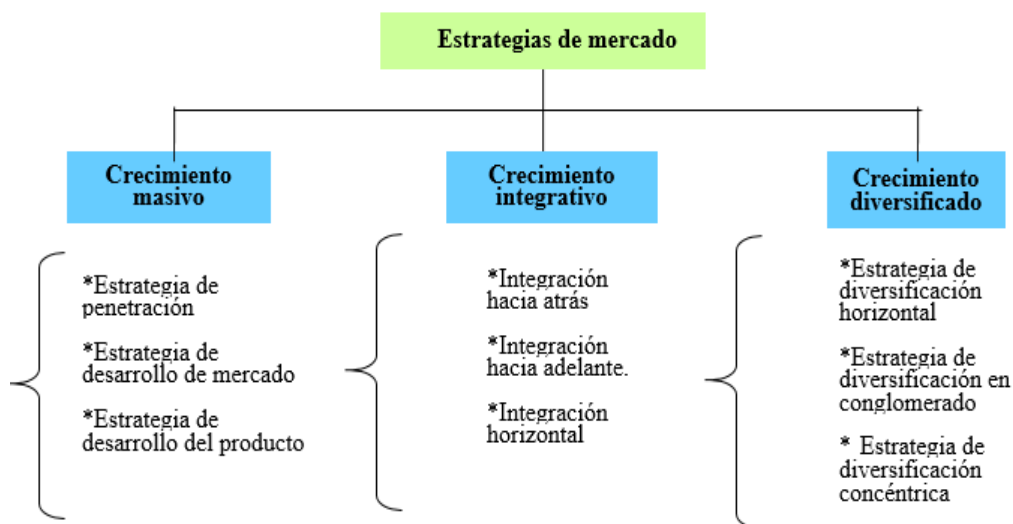 Estrategias de mercado
Crecimiento
masivo
*Estrategia de
penetración
*Estrategia de
desarrollo de mercado
*Estrategia de
desarrollo del producto
Crecimiento
integrativo
*Integración
hacia atrás
*Integración
hacia adelante.
*Integración
horizontal
Crecimiento
diversificado
*Estrategia de
diversificación
horizontal
*Estrategia de
diversificación en
conglomerado
* Estrategia de
diversificación
concéntrica